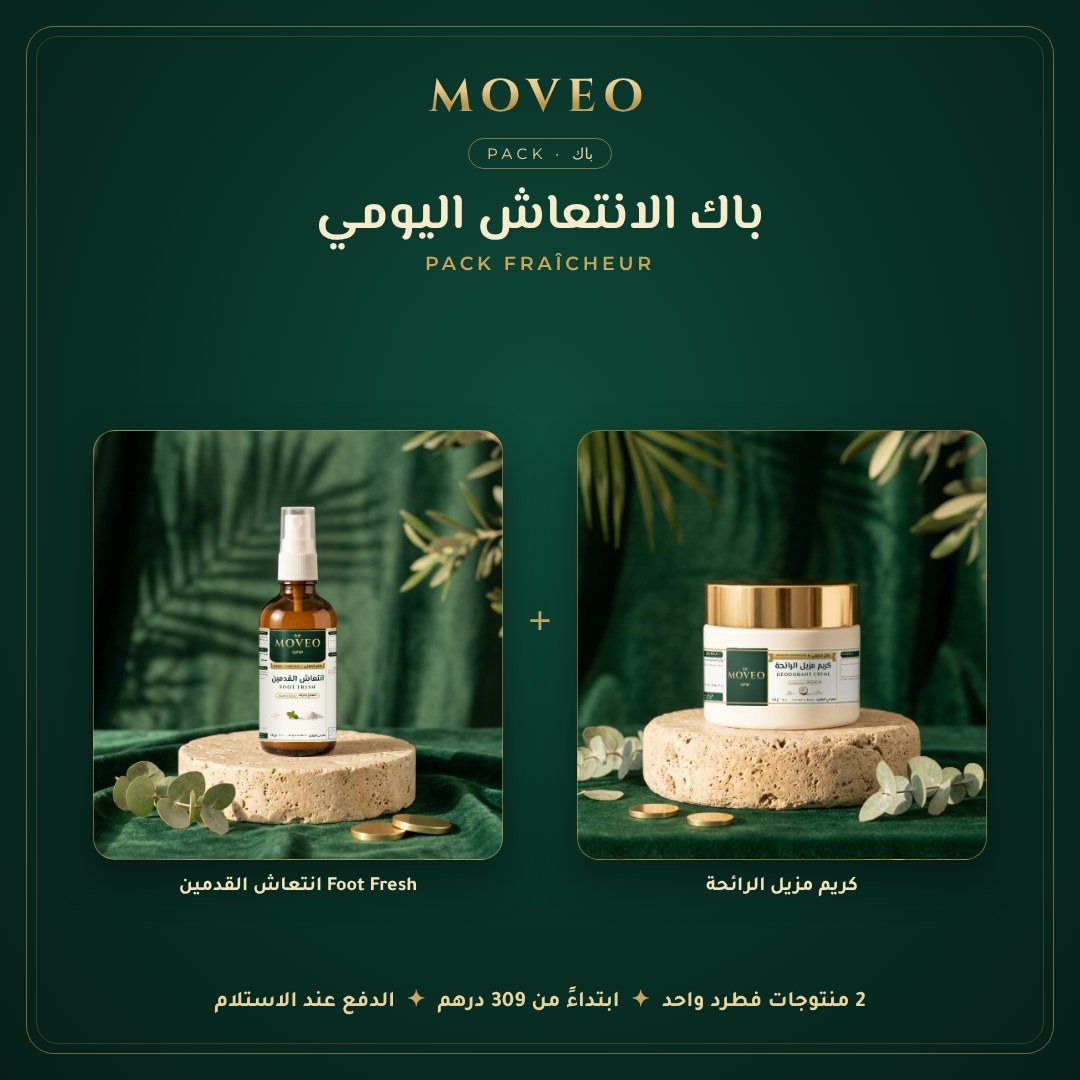 MOVEO
PACK · باك
باك الانتعاش اليومي
PACK FRAÎCHEUR
MOVEO
انتعاش القدمين
FOOT FRESH
+
MOVEO
كريم مزيل الرائحة
DÉODORANT CRÈME
Foot Fresh انتعاش القدمين
كريم مزيل الرائحة
2 منتوجات فطرد واحد ✦ ابتداءً من 309 درهم ✦ الدفع عند الاستلام